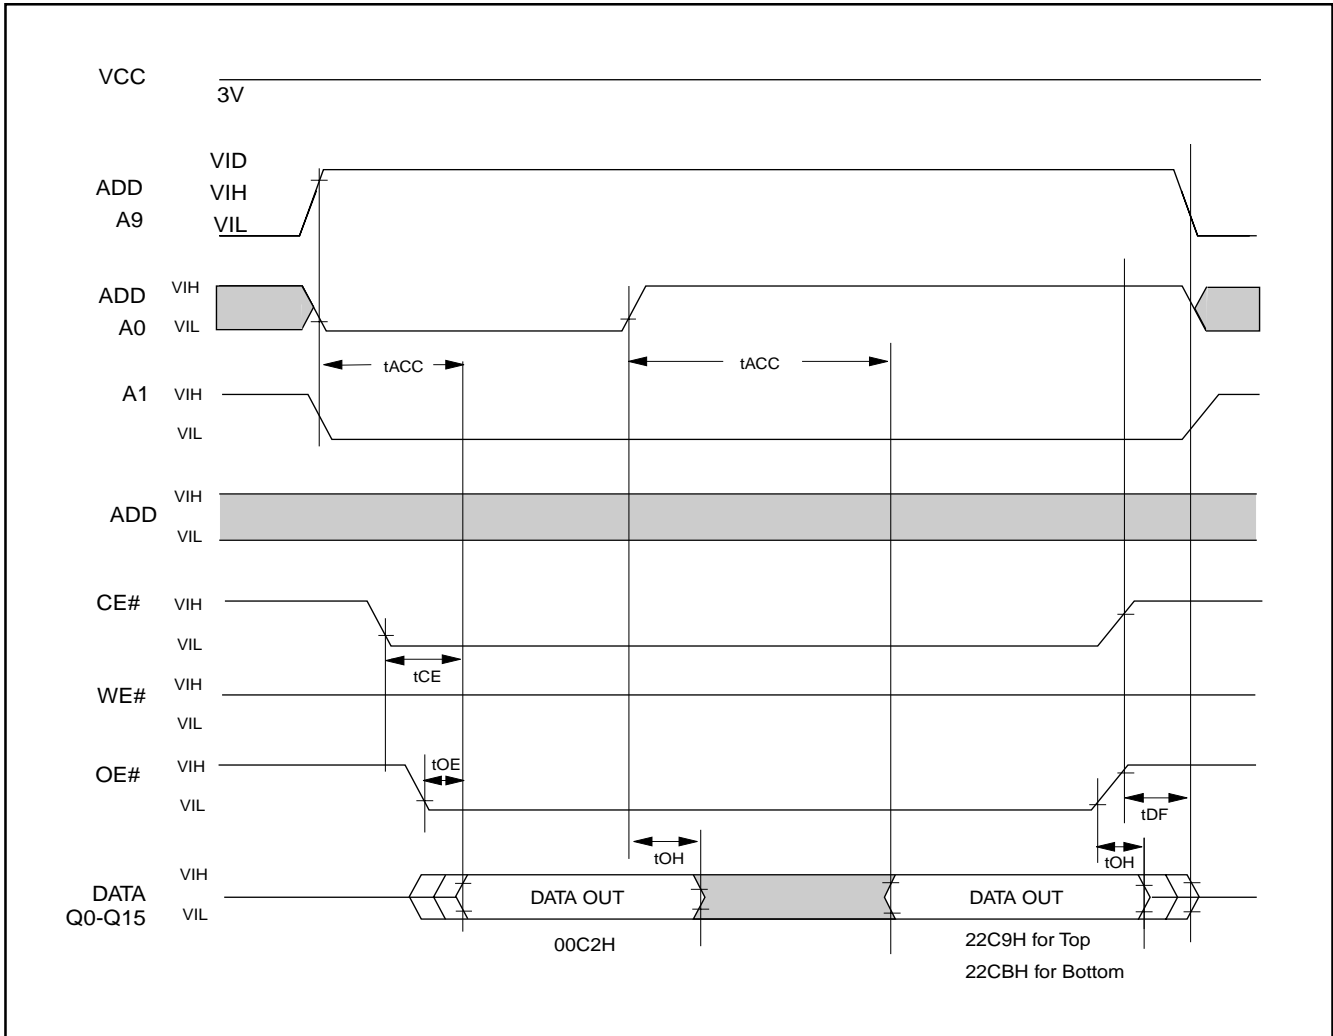 VCC
3V
VID
ADD VIH
A9 VIL
ADD VIH
A0 VIL
tACC tACC
A1 VIH
VIL
VIH
ADD
VIL
CE# VIH
VIL
tCE
VIH
WE#
VIL
tOE
OE# VIH
VIL
tDF
tOH tOH
VIH
DATA DATA OUT DATA OUT
Q0-Q15 VIL
00C2H 22C9H for Top
22CBH for Bottom